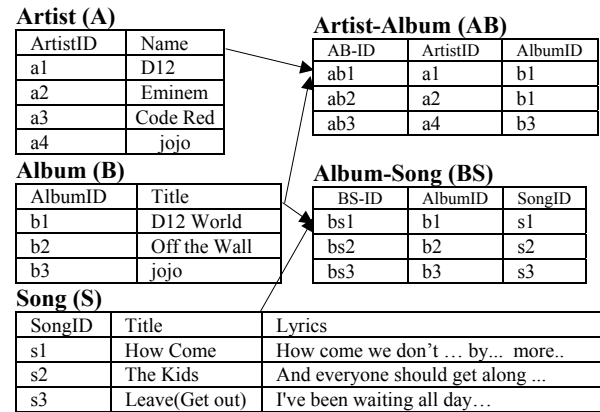 Artist (A)
ArtistID Name
a1 D12
a2 Eminem
a3 Code Red
a4 jojo
Artist-Album (AB)
AB-ID ArtistID AlbumID
ab1 a1 b1
ab2 a2 b1
ab3 a4 b3
Album (B)
AlbumID Title
b1 D12 World
b2 Off the Wall
b3 jojo
Album-Song (BS)
BS-ID AlbumID SongID
bs1 b1 s1
bs2 b2 s2
bs3 b3 s3
Song (S)
SongID Title Lyrics
s1 How Come How come we don’t … by... more..
s2 The Kids And everyone should get along ...
s3 Leave(Get out) I've been waiting all day…